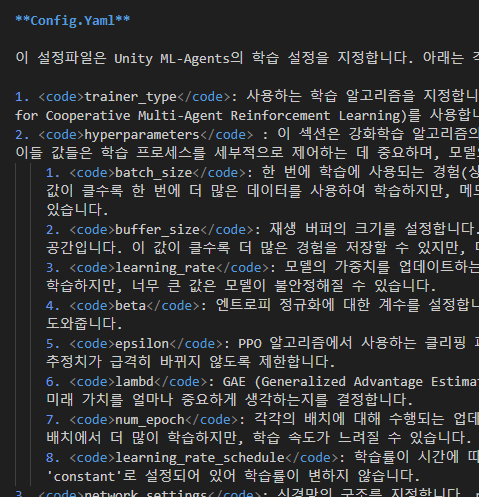 **Config.Yaml**
이 설정파일은 Unity ML-Agents의 학습 설정을 지정합니다. 아래는
1. <code>trainer_type</code>: 사용하는 학습 알고리즘을 지정합니
for Cooperative Multi-Agent Reinforcement Learning)를 사용합니
2. <code>hyperparameters</code> : 이 섹션은 강화학습 알고리즘의
이들 값들은 학습 프로세스를 세부적으로 제어하는 데 중요하며, 모델의
1. <code>batch_size</code>: 한 번에 학습에 사용되는 경험(상
값이 클수록 한 번에 더 많은 데이터를 사용하여 학습하지만, 메모
있습니다.
2. <code>buffer_size</code>: 재생 버퍼의 크기를 설정합니다.
공간입니다. 이 값이 클수록 더 많은 경험을 저장할 수 있지만,
3. <code>learning_rate</code>: 모델의 가중치를 업데이트하는
학습하지만, 너무 큰 값은 모델이 불안정해질 수 있습니다.
4. <code>beta</code>: 엔트로피 정규화에 대한 계수를 설정합니
도와줍니다.
5. <code>epsilon</code>: PPO 알고리즘에서 사용하는 클리핑
추정치가 급격히 바뀌지 않도록 제한합니다.
6. <code>lambd</code>: GAE (Generalized Advantage Estimat
미래 가치를 얼마나 중요하게 생각하는지를 결정합니다.
7. <code>num_epoch</code>: 각각의 배치에 대해 수행되는 업데
배치에서 더 많이 학습하지만, 학습 속도가 느려질 수 있습니다.
8. <code>learning_rate_schedule</code>: 학습률이 시간에 따
'constant'로 설정되어 있어 학습률이 변하지 않습니다.
3. <code>network_settings</code>: 신경망의 구조를 지정합니다.